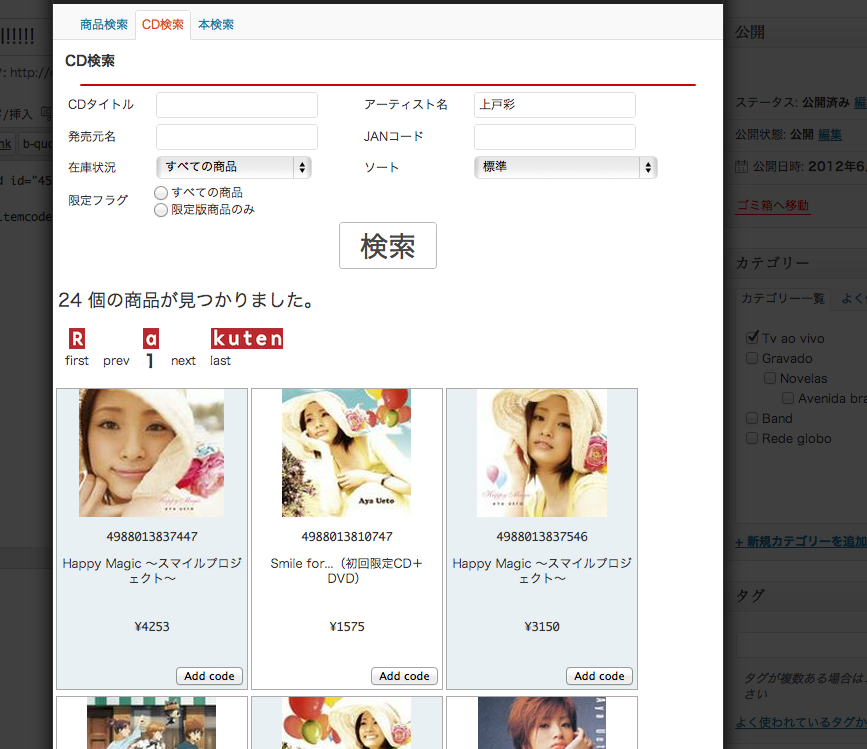 商品検索 CD検索 本検索
公開
l!!!!!
CD検索
: http://
CDタイトル アーティスト名 上戸彩
ステータス: 公開済み 編
/挿入
発売元名 JANコード
公開状態: 公開 編集
nk b-quo
在庫状況 すべての商品 ソート 標準
公開日時: 2012年6.
d id="45
限定フラグ すべての商品
限定版商品のみ
ゴミ箱へ移動
temcode
検索
カテゴリー
24 個の商品が見つかりました。
カテゴリー一覧 よく
R a kuten
first prev 1 next last
Tv ao vivo
Gravado
Novelas
Avenida bra
Band
Rede globo
Happy Magic
aya ueto
Aya Ueto
Happy Magic
aya ueto
4988013837447 4988013810747 4988013837546
+ 新規カテゴリーを追加
Happy Magic 〜スマイルプロジェクト〜
Smile for...（初回限定CD＋DVD）
Happy Magic 〜スマイルプロジェクト〜
タグ
¥4253 ¥1575 ¥3150
Add code Add code Add code
タグが複数ある場合は
さい
よく使われているタグか
Aya Uet